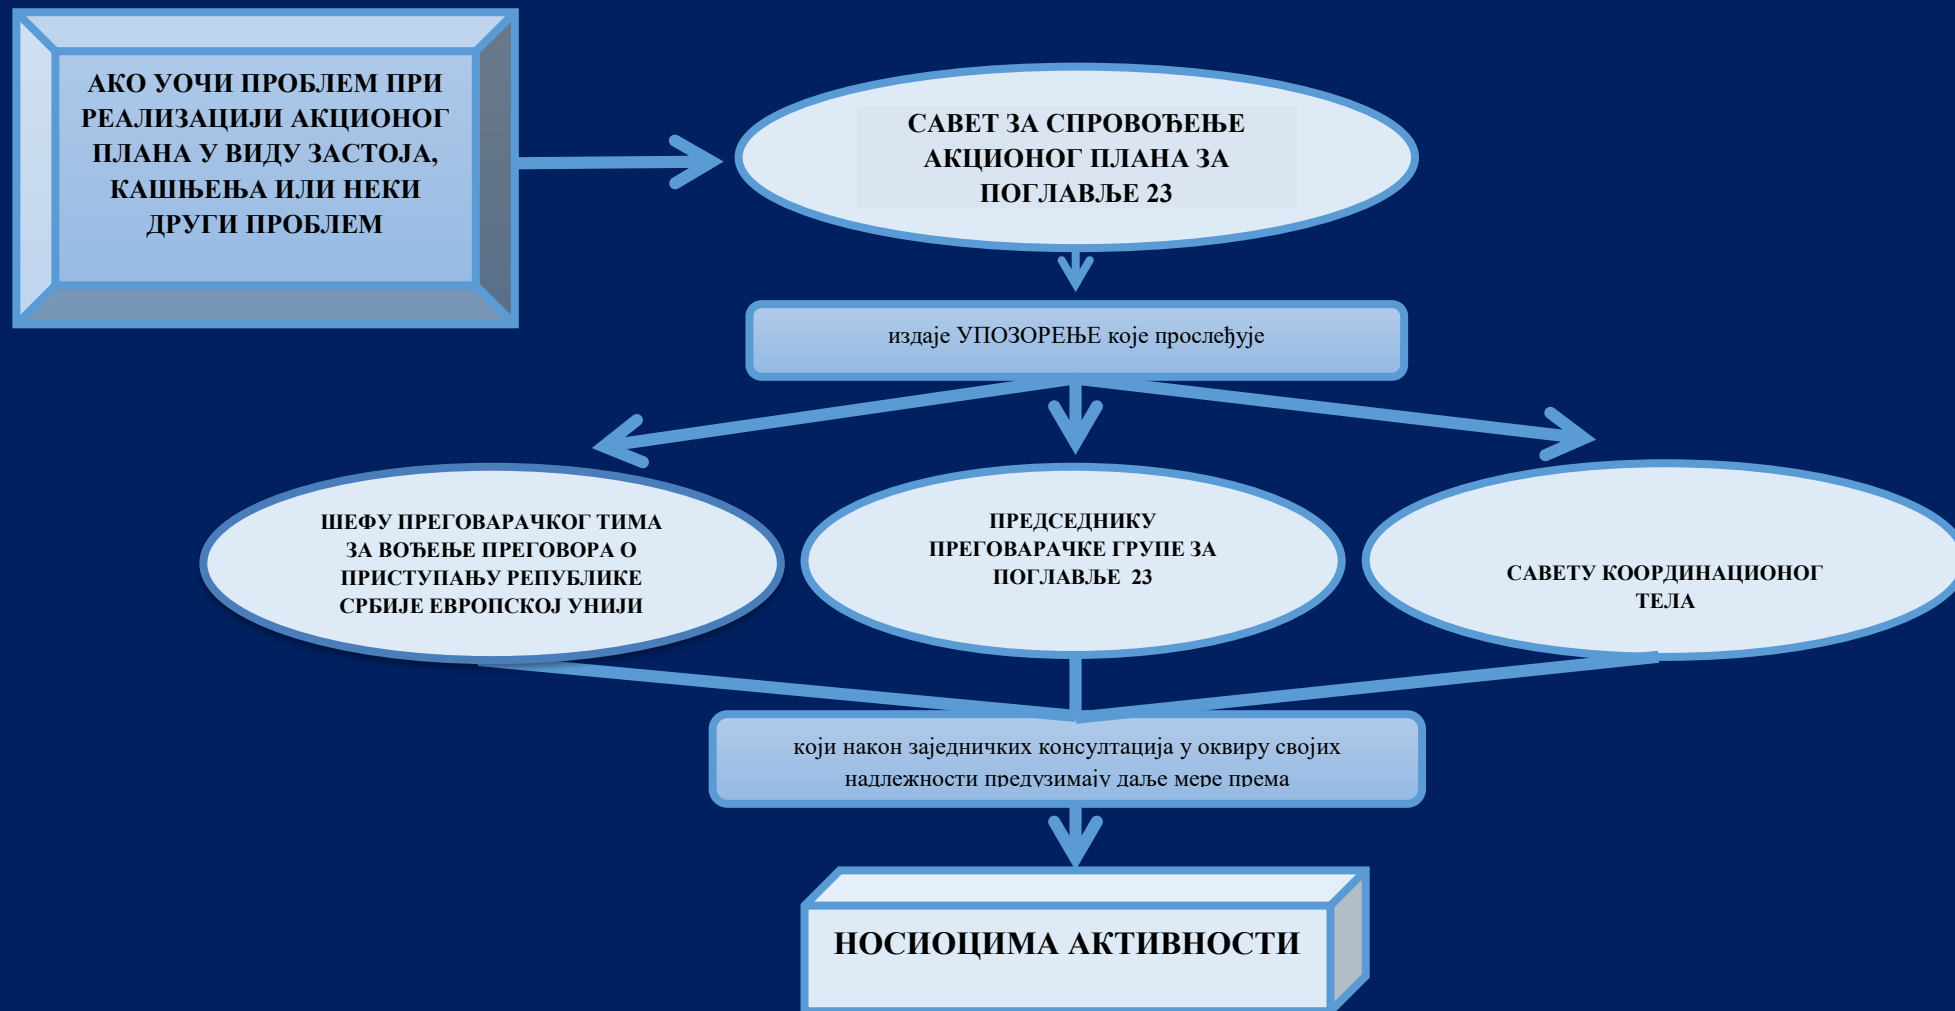 АКО УОЧИ ПРОБЛЕМ ПРИ
РЕАЛИЗАЦИЈИ АКЦИОНОГ
ПЛАНА У ВИДУ ЗАСТОЈА,
КАШЊЕЊА ИЛИ НЕКИ
ДРУГИ ПРОБЛЕМ
САВЕТ ЗА СПРОВОЂЕЊЕ
АКЦИОНОГ ПЛАНА ЗА
ПОГЛАВЉЕ 23
издаје УПОЗОРЕЊЕ које прослеђује
ШЕФУ ПРЕГОВАРАЧКОГ ТИМА
ЗА ВОЂЕЊЕ ПРЕГОВОРА О
ПРИСТУПАЊУ РЕПУБЛИКЕ
СРБИЈЕ ЕВРОПСКОЈ УНИЈИ
ПРЕДСЕДНИКУ
ПРЕГОВАРАЧКЕ ГРУПЕ ЗА
ПОГЛАВЉЕ 23
САВЕТУ КООРДИНАЦИОНОГ
ТЕЛА
који након заједничких консултација у оквиру својих
надлежности предузимају даље мере према
НОСИОЦИМА АКТИВНОСТИ